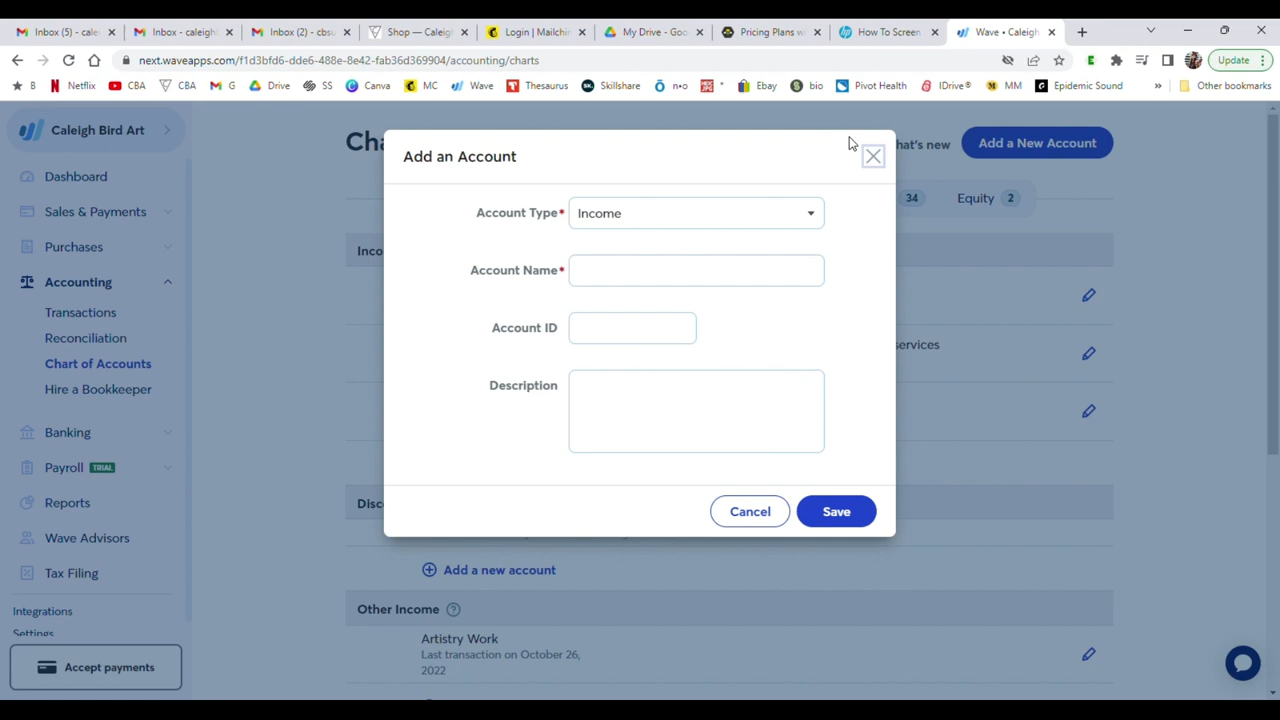 Inbox (5) - cale
Inbox - caleigh
Inbox (2) - cbsu
Shop — Caleig
Login | Mailchin
My Drive - Goo
Pricing Plans w
How To Screen
Wave • Caleigh
next.waveapps.com/f1d3bfd6-dde6-488e-8e42-fab36d369904/accounting/charts
Update
B
Netflix
CBA
CBA
G
Drive
SS
Canva
MC
Wave
Thesaurus
Skillshare
n•o
Ebay
bio
Pivot Health
IDrive®
MM
Epidemic Sound
»
Other bookmarks
Caleigh Bird Art
Dashboard
Sales & Payments
Purchases
Accounting
Transactions
Reconciliation
Chart of Accounts
Hire a Bookkeeper
Banking
Payroll TRIAL
Reports
Wave Advisors
Tax Filing
Integrations
Settings
Accept payments
Cha
hat's new
Add a New Account
34
Equity 2
Inco
services
Disc
Add an Account
Account Type* Income
Account Name*
Account ID
Description
Cancel
Save
Add a new account
Other Income ?
Artistry Work
Last transaction on October 26,
2022